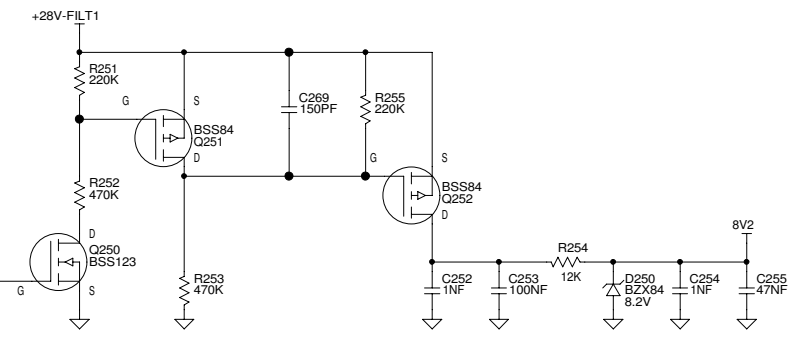 +28V-FILT1
R251
220K
G
S
BSS84
Q251
D
C269
150PF
R255
220K
G
S
BSS84
Q252
D
R252
470K
D
Q250
BSS123
G
S
R253
470K
C252
1NF
C253
100NF
R254
12K
D250
BZX84
8.2V
C254
1NF
8V2
C255
47NF